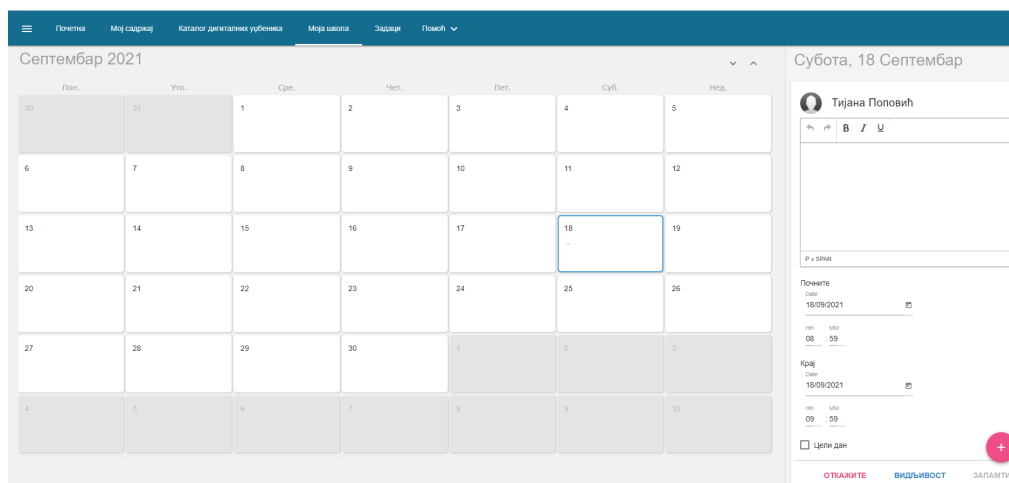 Почетна Мој садржај Каталог дигиталних уџбеника Моја школа Задаци Помоћ
Септембар 2021
Пон. Уто. Сре. Чет. Пет. Суб. Нед.
30 31 1 2 3 4 5
6 7 8 9 10 11 12
13 14 15 16 17 18 19
...
20 21 22 23 24 25 26
27 28 29 30 1 2 3
4 5 6 7 8 9 10
Субота, 18 Септембар
Тијана Поповић
B I U
P » SPAN
Почните
Date
18/09/2021
HH MM
08 : 59
Крај
Date
18/09/2021
HH MM
09 : 59
Цели дан
+
ОТКАЖИТЕ ВИДЉИВОСТ ЗАПАМТИ